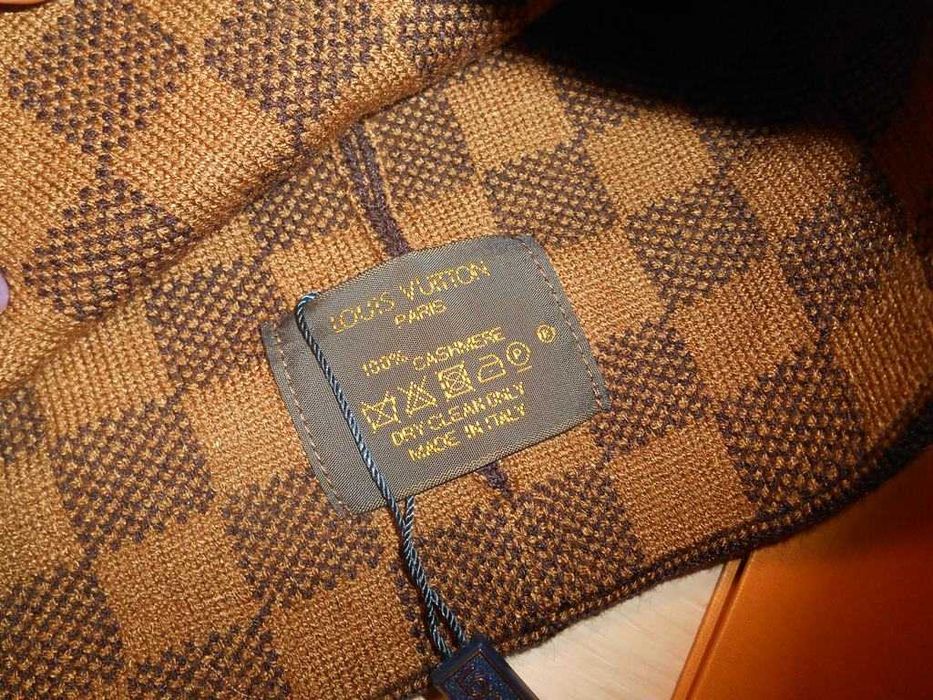 LOUIS VUITTON
PARIS
100% CASHMERE ®
P
DRY CLEAN ONLY
MADE IN ITALY